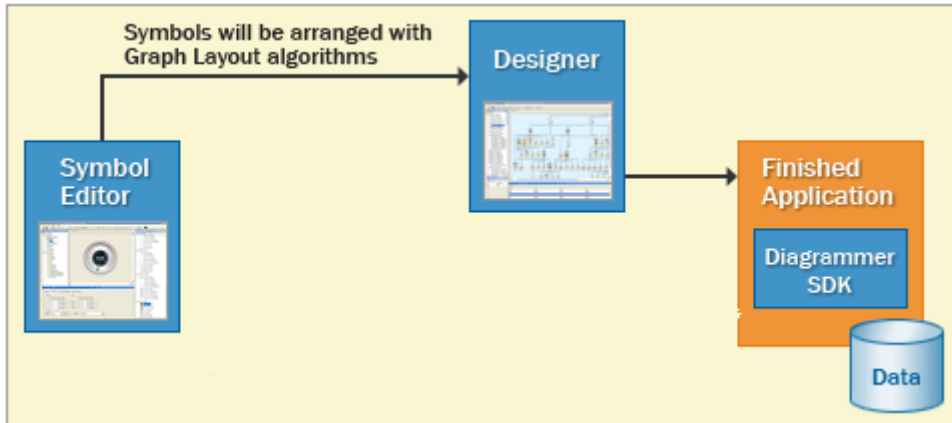 Symbols will be arranged with
Graph Layout algorithms
Designer
Symbol
Editor
Finished
Application
Diagrammer
SDK
Data